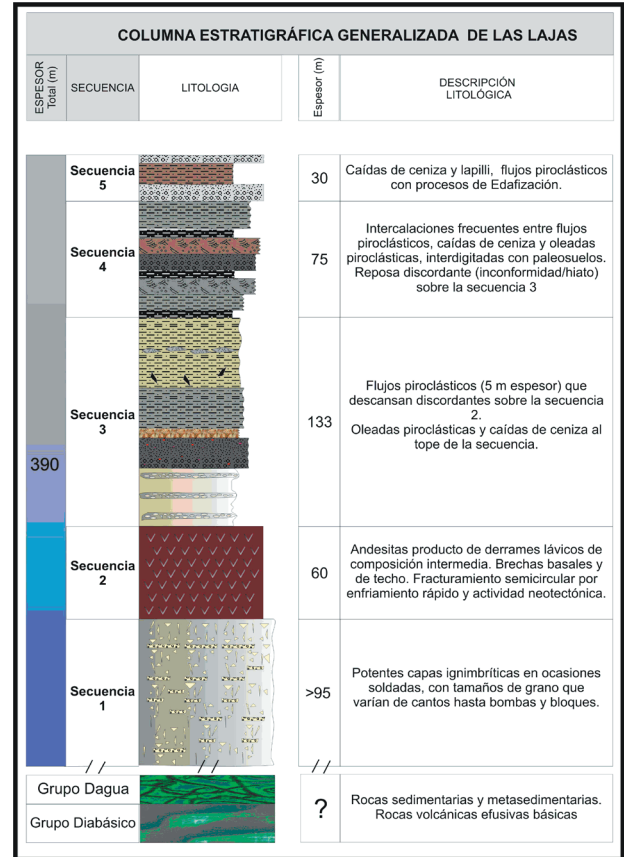 COLUMNA ESTRATIGRÁFICA GENERALIZADA DE LAS LAJAS
ESPESOR
Total (m)
SECUENCIA
LITOLOGIA
Espesor (m)
DESCRIPCIÓN
LITOLÓGICA
390
Secuencia
5
30
Caídas de ceniza y lapilli, flujos piroclásticos
con procesos de Edafización.
Secuencia
4
75
Intercalaciones frecuentes entre flujos
piroclásticos, caídas de ceniza y oleadas
piroclásticas, interdigitadas con paleosuelos.
Reposa discordante (inconformidad/hiato)
sobre la secuencia 3
Secuencia
3
133
Flujos piroclásticos (5 m espesor) que
descansan discordantes sobre la secuencia
2.
Oleadas piroclásticas y caídas de ceniza al
tope de la secuencia.
Secuencia
2
60
Andesitas producto de derrames lávicos de
composición intermedia. Brechas basales y
de techo. Fracturamiento semicircular por
enfriamiento rápido y actividad neotectónica.
Secuencia
1
>95
Potentes capas ignimbríticas en ocasiones
soldadas, con tamaños de grano que
varían de cantos hasta bombas y bloques.
Grupo Dagua
Grupo Diabásico
?
Rocas sedimentarias y metasedimentarias.
Rocas volcánicas efusivas básicas